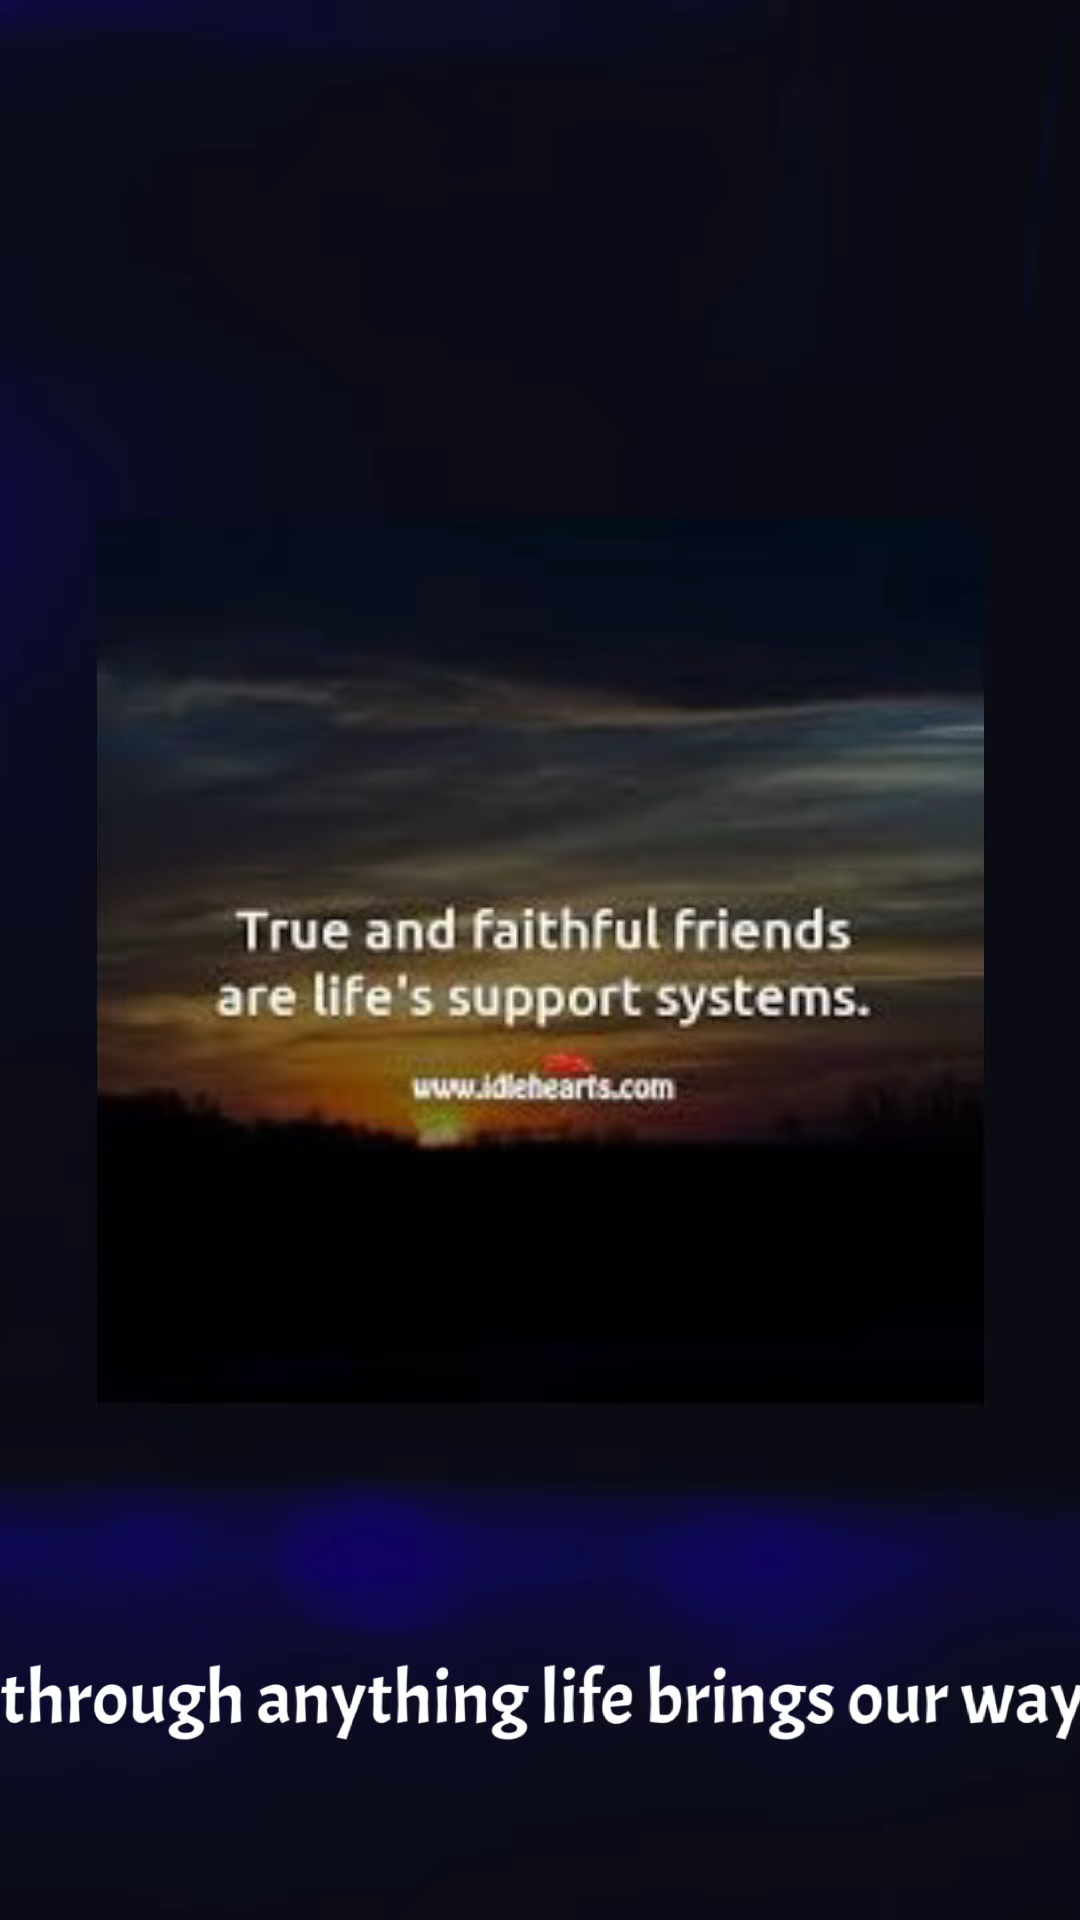 True and faithful friends
are life's support systems.
www.idlehearts.com
through anything life brings our way